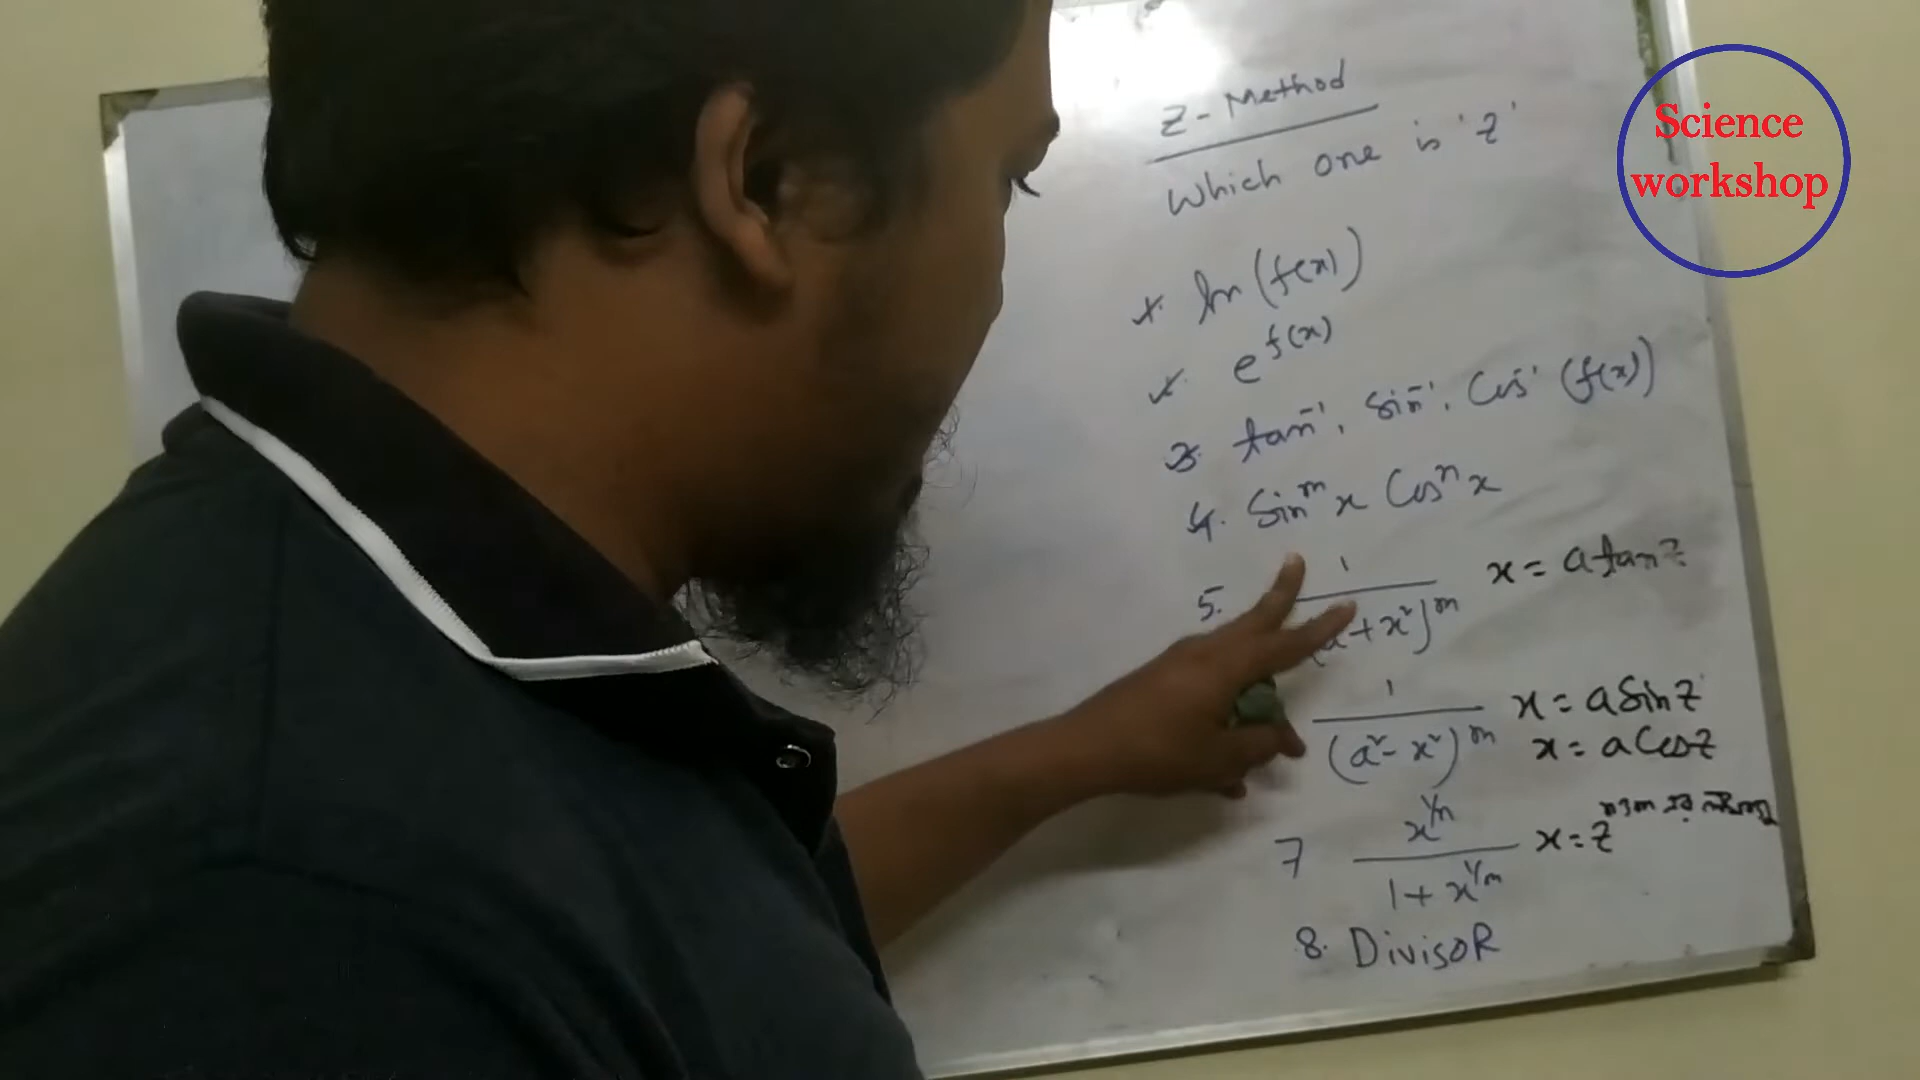 Z-Method
Which one is 'Z'
1. ln (f(x))
2. e^f(x)
3. tan⁻¹, sin⁻¹, Cos⁻¹ (f(x))
4. Sin^m x Cos^n x
5. 1/(a² + x²)^m x = a tan Z
1/(a² - x²)^m x = a Sin Z
x = a Cos Z
7 x^1/n / 1 + x^1/m x = Z
8. DivisoR
Science
workshop